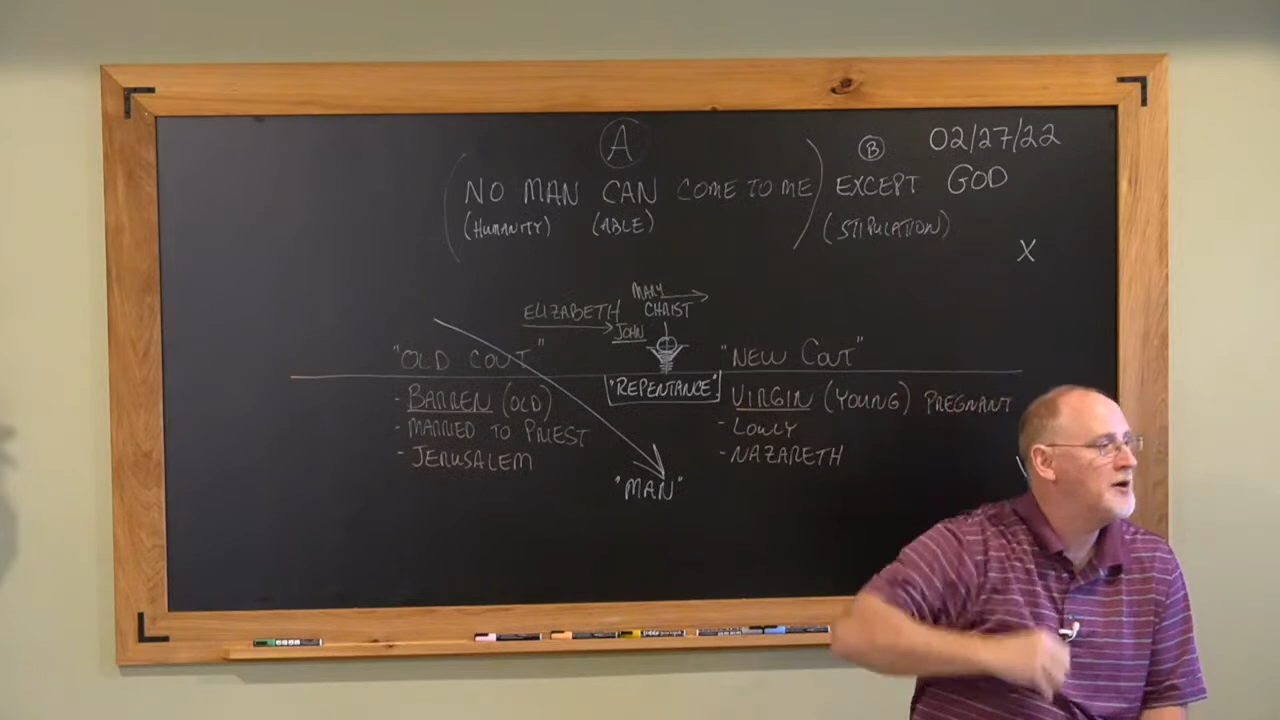 A
B
02/27/22
(NO MAN CAN COME TO ME) EXCEPT GOD
(HUMANITY) (ABLE) (STIPULATION)
X
MARY
ELIZABETH CHRIST
JOHN
"OLD COVT" "NEW COVT"
"REPENTANCE"
- BARREN (OLD) VIRGIN (YOUNG) PREGNANT
- MARRIED TO PRIEST - LOWLY
- JERUSALEM - NAZARETH
"MAN"